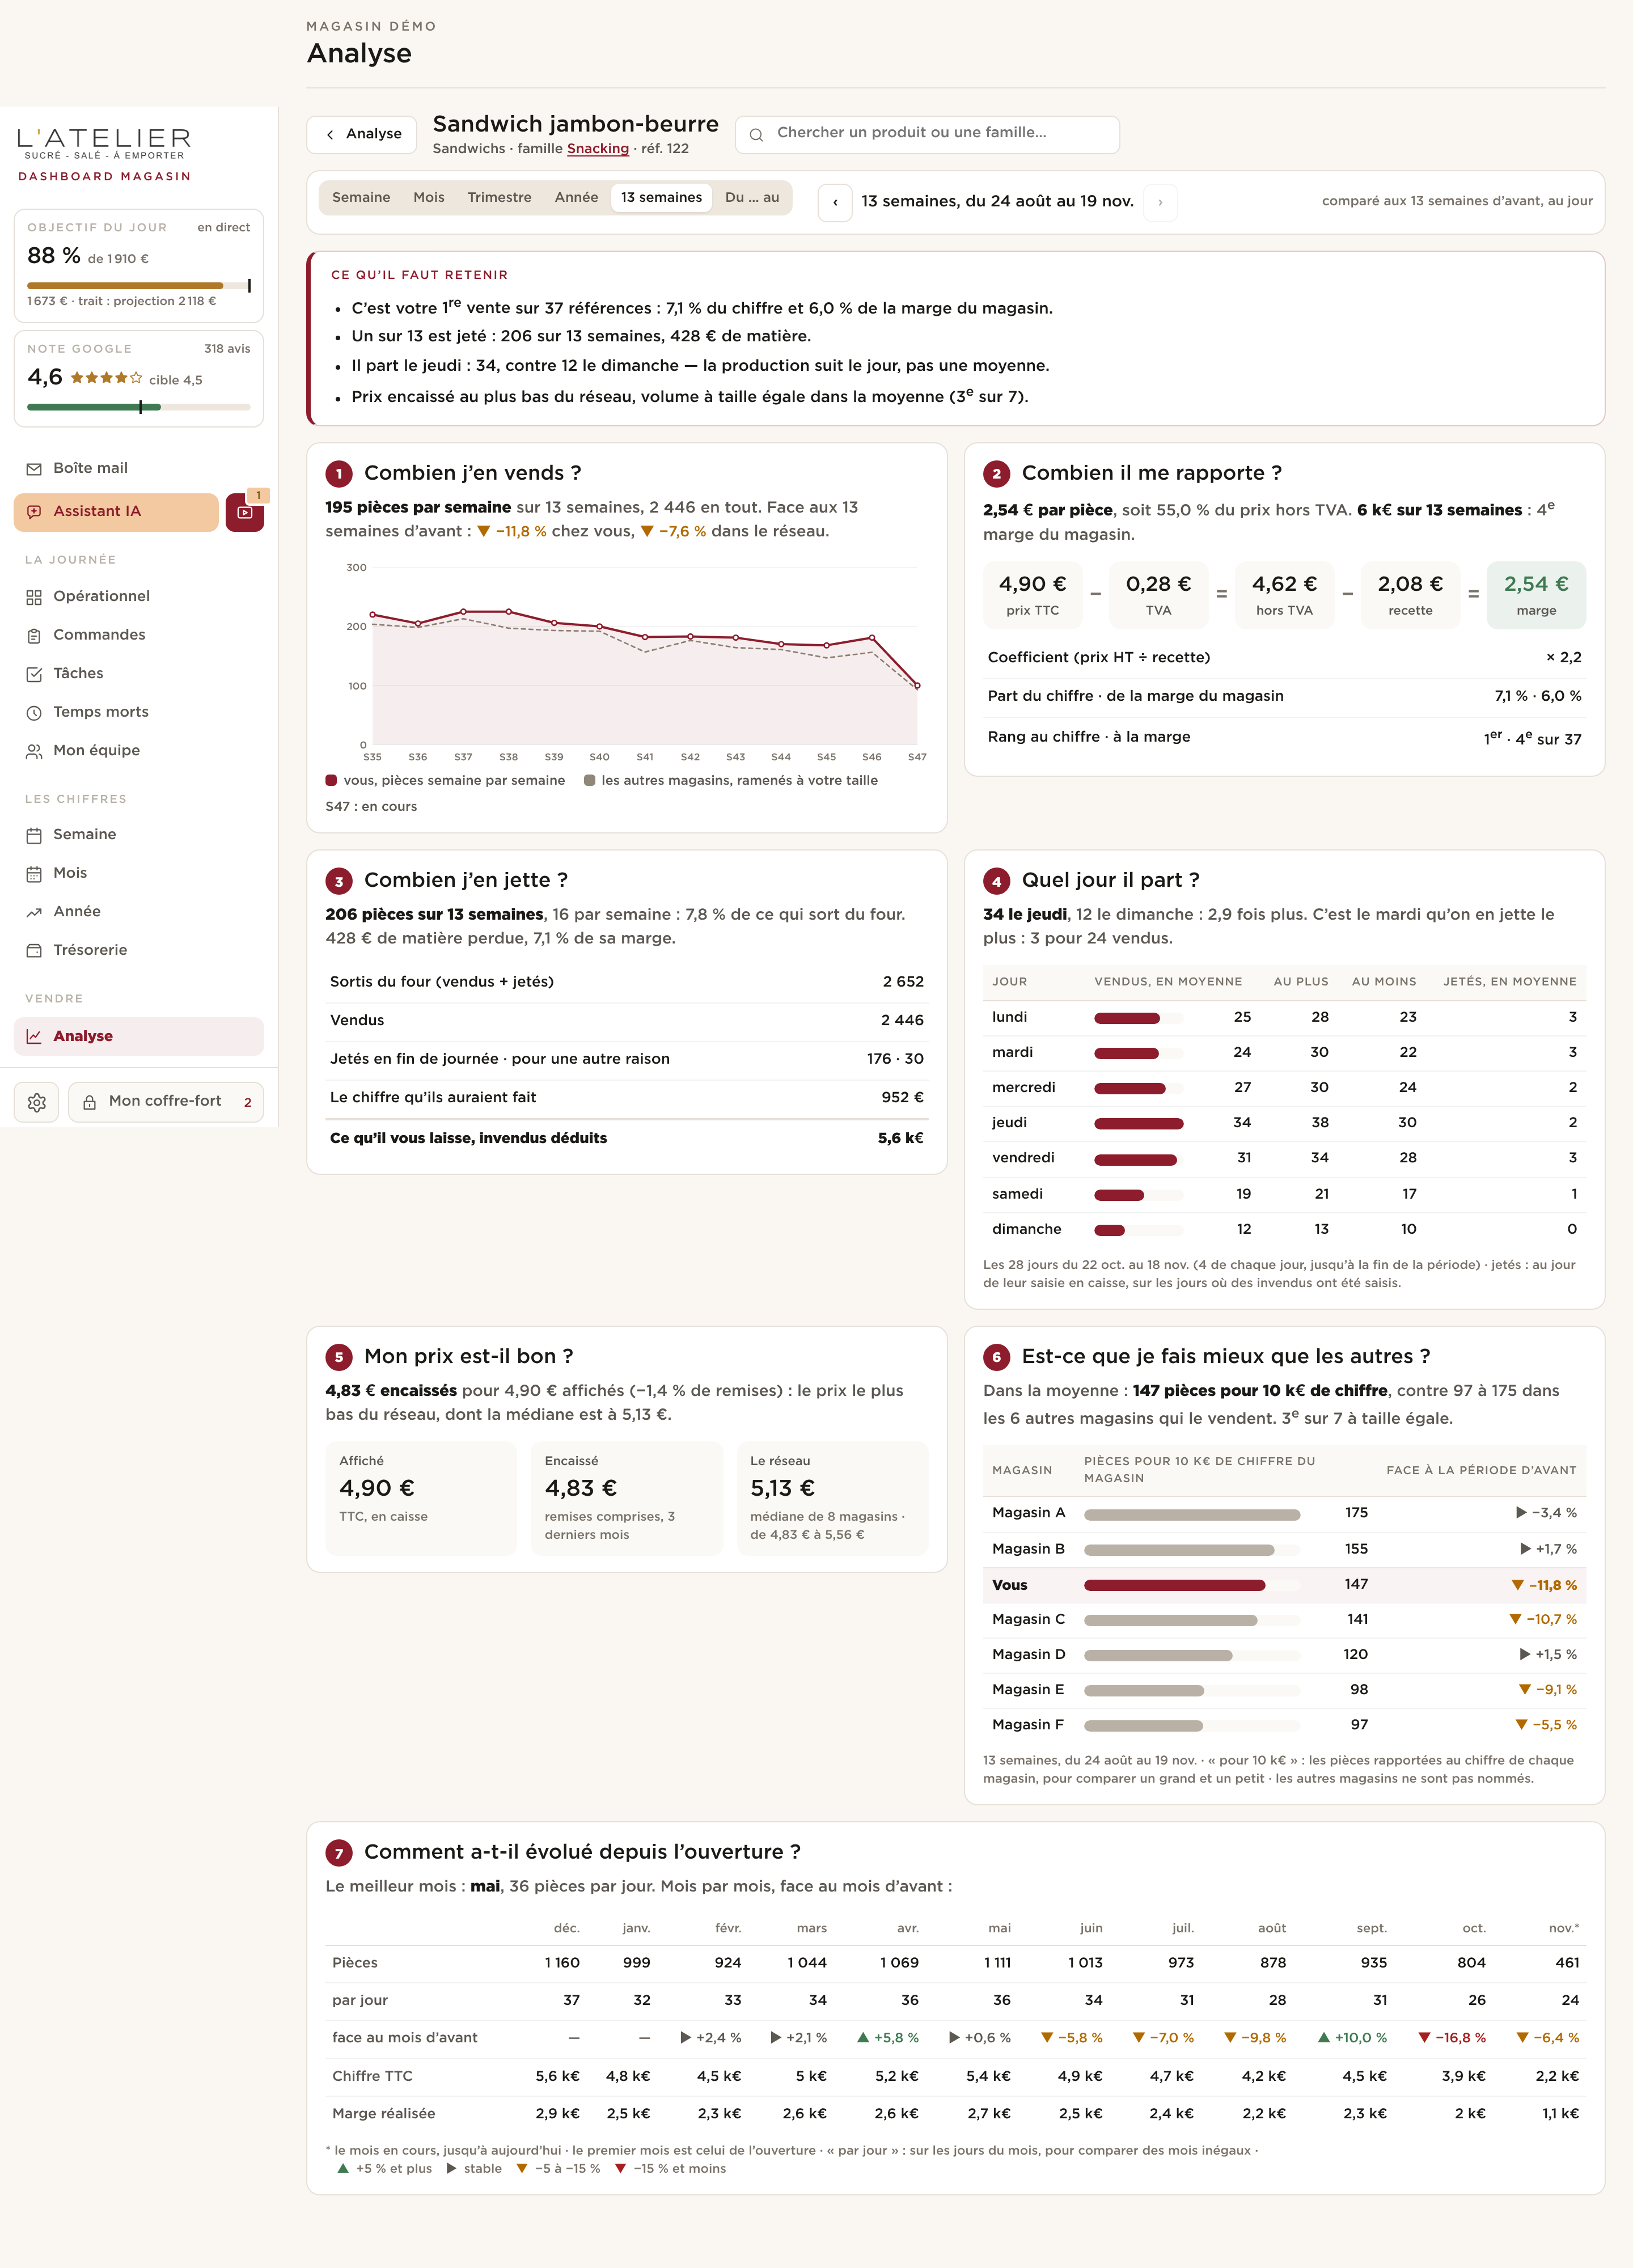 MAGASIN DÉMO
Analyse
L'ATELIER
SUCRÉ - SALÉ - À EMPORTER
DASHBOARD MAGASIN
OBJECTIF DU JOUR en direct
88 % de 1 910 €
1 673 € · trait : projection 2 118 €
NOTE GOOGLE 318 avis
4,6 ★★★★☆ cible 4,5
Boîte mail
Assistant IA 1
LA JOURNÉE
Opérationnel
Commandes
Tâches
Temps morts
Mon équipe
LES CHIFFRES
Semaine
Mois
Année
Trésorerie
VENDRE
Analyse
Mon coffre-fort 2
‹ Analyse
Sandwich jambon-beurre
Sandwichs · famille Snacking · réf. 122
Chercher un produit ou une famille…
Semaine Mois Trimestre Année 13 semaines Du … au
‹ 13 semaines, du 24 août au 19 nov. ›
comparé aux 13 semaines d’avant, au jour
CE QU’IL FAUT RETENIR
• C’est votre 1re vente sur 37 références : 7,1 % du chiffre et 6,0 % de la marge du magasin.
• Un sur 13 est jeté : 206 sur 13 semaines, 428 € de matière.
• Il part le jeudi : 34, contre 12 le dimanche — la production suit le jour, pas une moyenne.
• Prix encaissé au plus bas du réseau, volume à taille égale dans la moyenne (3e sur 7).
1 Combien j’en vends ?
195 pièces par semaine sur 13 semaines, 2 446 en tout. Face aux 13
semaines d’avant : ▼ −11,8 % chez vous, ▼ −7,6 % dans le réseau.
300
200
100
0
S35 S36 S37 S38 S39 S40 S41 S42 S43 S44 S45 S46 S47
vous, pièces semaine par semaine les autres magasins, ramenés à votre taille
S47 : en cours
2 Combien il me rapporte ?
2,54 € par pièce, soit 55,0 % du prix hors TVA. 6 k€ sur 13 semaines : 4e
marge du magasin.
4,90 € − 0,28 € = 4,62 € − 2,08 € = 2,54 €
prix TTC TVA hors TVA recette marge
Coefficient (prix HT ÷ recette) × 2,2
Part du chiffre · de la marge du magasin 7,1 % · 6,0 %
Rang au chiffre · à la marge 1er · 4e sur 37
3 Combien j’en jette ?
206 pièces sur 13 semaines, 16 par semaine : 7,8 % de ce qui sort du four.
428 € de matière perdue, 7,1 % de sa marge.
Sortis du four (vendus + jetés) 2 652
Vendus 2 446
Jetés en fin de journée · pour une autre raison 176 · 30
Le chiffre qu’ils auraient fait 952 €
Ce qu’il vous laisse, invendus déduits 5,6 k€
4 Quel jour il part ?
34 le jeudi, 12 le dimanche : 2,9 fois plus. C’est le mardi qu’on en jette le
plus : 3 pour 24 vendus.
JOUR VENDUS, EN MOYENNE AU PLUS AU MOINS JETÉS, EN MOYENNE
lundi 25 28 23 3
mardi 24 30 22 3
mercredi 27 30 24 2
jeudi 34 38 30 2
vendredi 31 34 28 3
samedi 19 21 17 1
dimanche 12 13 10 0
Les 28 jours du 22 oct. au 18 nov. (4 de chaque jour, jusqu’à la fin de la période) · jetés : au jour
de leur saisie en caisse, sur les jours où des invendus ont été saisis.
5 Mon prix est-il bon ?
4,83 € encaissés pour 4,90 € affichés (−1,4 % de remises) : le prix le plus
bas du réseau, dont la médiane est à 5,13 €.
Affiché Encaissé Le réseau
4,90 € 4,83 € 5,13 €
TTC, en caisse remises comprises, 3 médiane de 8 magasins ·
derniers mois de 4,83 € à 5,56 €
6 Est-ce que je fais mieux que les autres ?
Dans la moyenne : 147 pièces pour 10 k€ de chiffre, contre 97 à 175 dans
les 6 autres magasins qui le vendent. 3e sur 7 à taille égale.
MAGASIN PIÈCES POUR 10 K€ DE CHIFFRE DU FACE À LA PÉRIODE D’AVANT
MAGASIN
Magasin A 175 ▶ −3,4 %
Magasin B 155 ▶ +1,7 %
Vous 147 ▼ −11,8 %
Magasin C 141 ▼ −10,7 %
Magasin D 120 ▶ +1,5 %
Magasin E 98 ▼ −9,1 %
Magasin F 97 ▼ −5,5 %
13 semaines, du 24 août au 19 nov. · « pour 10 k€ » : les pièces rapportées au chiffre de chaque
magasin, pour comparer un grand et un petit · les autres magasins ne sont pas nommés.
7 Comment a-t-il évolué depuis l’ouverture ?
Le meilleur mois : mai, 36 pièces par jour. Mois par mois, face au mois d’avant :
déc. janv. févr. mars avr. mai juin juil. août sept. oct. nov.*
Pièces 1 160 999 924 1 044 1 069 1 111 1 013 973 878 935 804 461
par jour 37 32 33 34 36 36 34 31 28 31 26 24
face au mois d’avant — — ▶ +2,4 % ▶ +2,1 % ▲ +5,8 % ▶ +0,6 % ▼ −5,8 % ▼ −7,0 % ▼ −9,8 % ▲ +10,0 % ▼ −16,8 % ▼ −6,4 %
Chiffre TTC 5,6 k€ 4,8 k€ 4,5 k€ 5 k€ 5,2 k€ 5,4 k€ 4,9 k€ 4,7 k€ 4,2 k€ 4,5 k€ 3,9 k€ 2,2 k€
Marge réalisée 2,9 k€ 2,5 k€ 2,3 k€ 2,6 k€ 2,6 k€ 2,7 k€ 2,5 k€ 2,4 k€ 2,2 k€ 2,3 k€ 2 k€ 1,1 k€
* le mois en cours, jusqu’à aujourd’hui · le premier mois est celui de l’ouverture · « par jour » : sur les jours du mois, pour comparer des mois inégaux ·
▲ +5 % et plus ▶ stable ▼ −5 à −15 % ▼ −15 % et moins